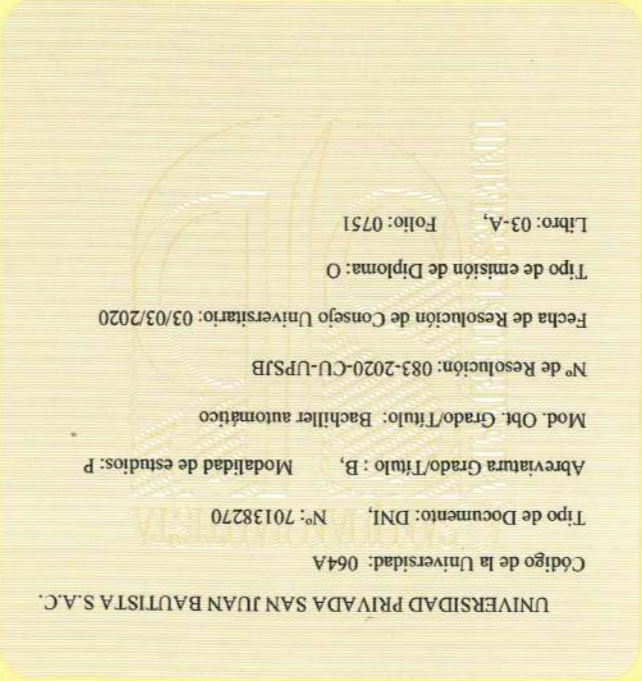 UNIVERSIDAD PRIVADA SAN JUAN BAUTISTA S.A.C.
Código de la Universidad: 064A
Tipo de Documento: DNI, Nº: 70138270
Abreviatura Grado/Título : B, Modalidad de estudios: P
Mod. Obt. Grado/Título: Bachiller automático
Nº de Resolución: 083-2020-CU-UPSJB
Fecha de Resolución de Consejo Universitario: 03/03/2020
Tipo de emisión de Diploma: O
Libro: 03-A, Folio: 0751